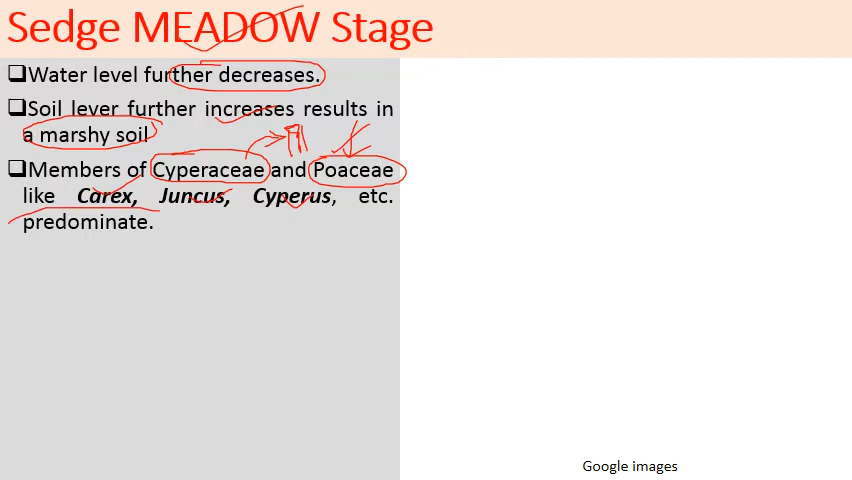 Sedge MEADOW Stage
Water level further decreases.
Soil lever further increases results in
a marshy soil
Members of Cyperaceae and Poaceae
like Carex, Juncus, Cyperus, etc.
predominate.
Google images